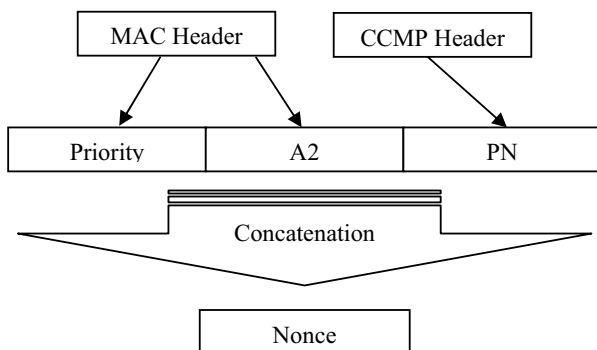 MAC Header
CCMP Header
Priority
A2
PN
Concatenation
Nonce